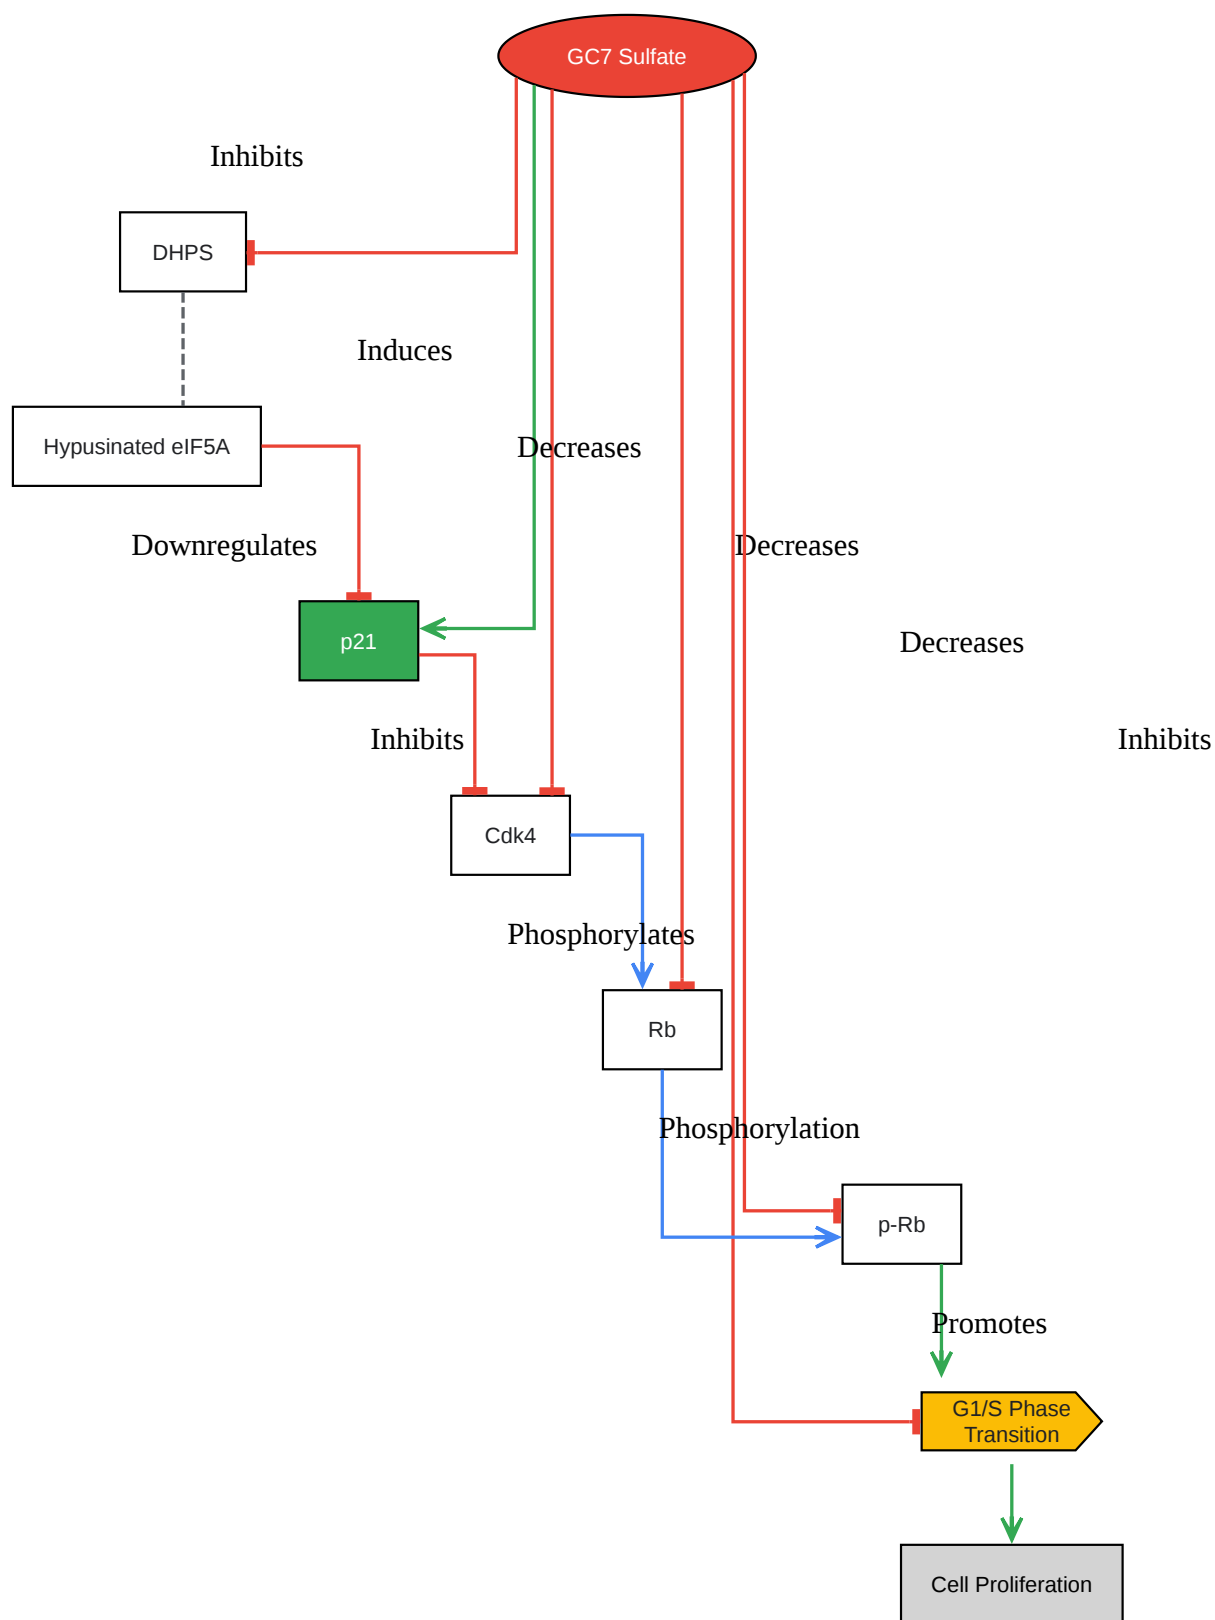 GC7 Sulfate
Inhibits
DHPS
Induces
Hypusinated eIF5A
Decreases
Downregulates
Decreases
p21
Decreases
Inhibits
Inhibits
Cdk4
Phosphorylates
Rb
Phosphorylation
p-Rb
Promotes
G1/S Phase
Transition
Cell Proliferation